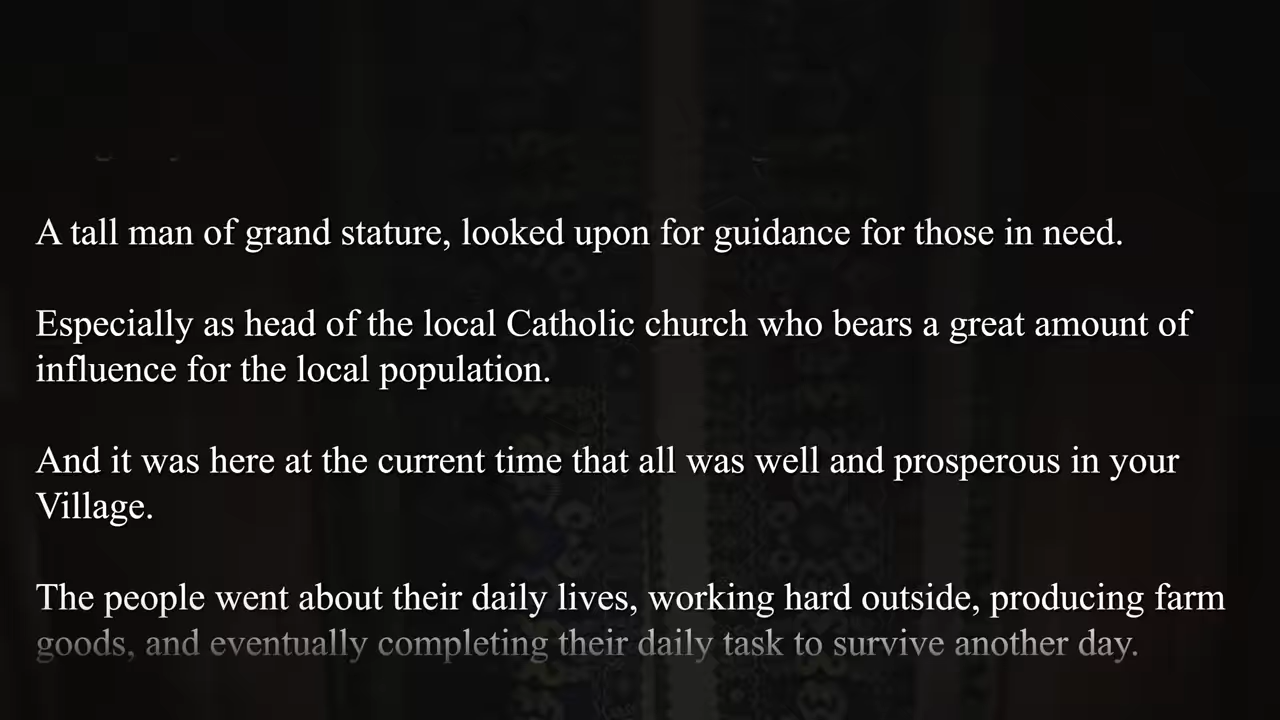 A tall man of grand stature, looked upon for guidance for those in need.
Especially as head of the local Catholic church who bears a great amount of
influence for the local population.
And it was here at the current time that all was well and prosperous in your
Village.
The people went about their daily lives, working hard outside, producing farm
goods, and eventually completing their daily task to survive another day.